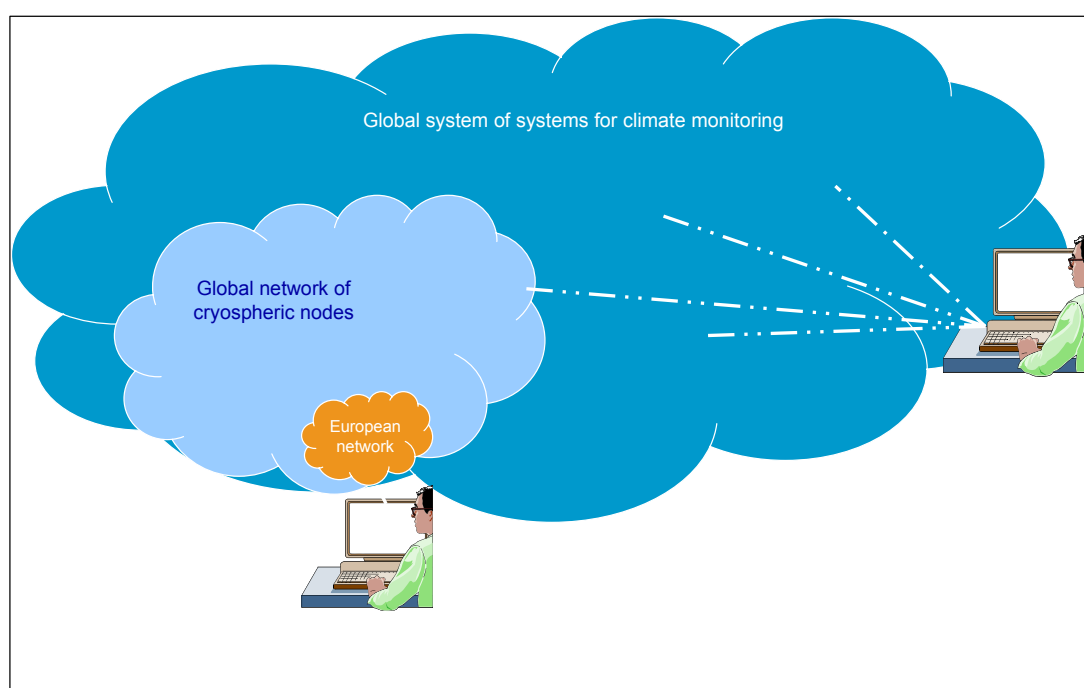 Global system of systems for climate monitoring
Global network of
cryospheric nodes
European
network